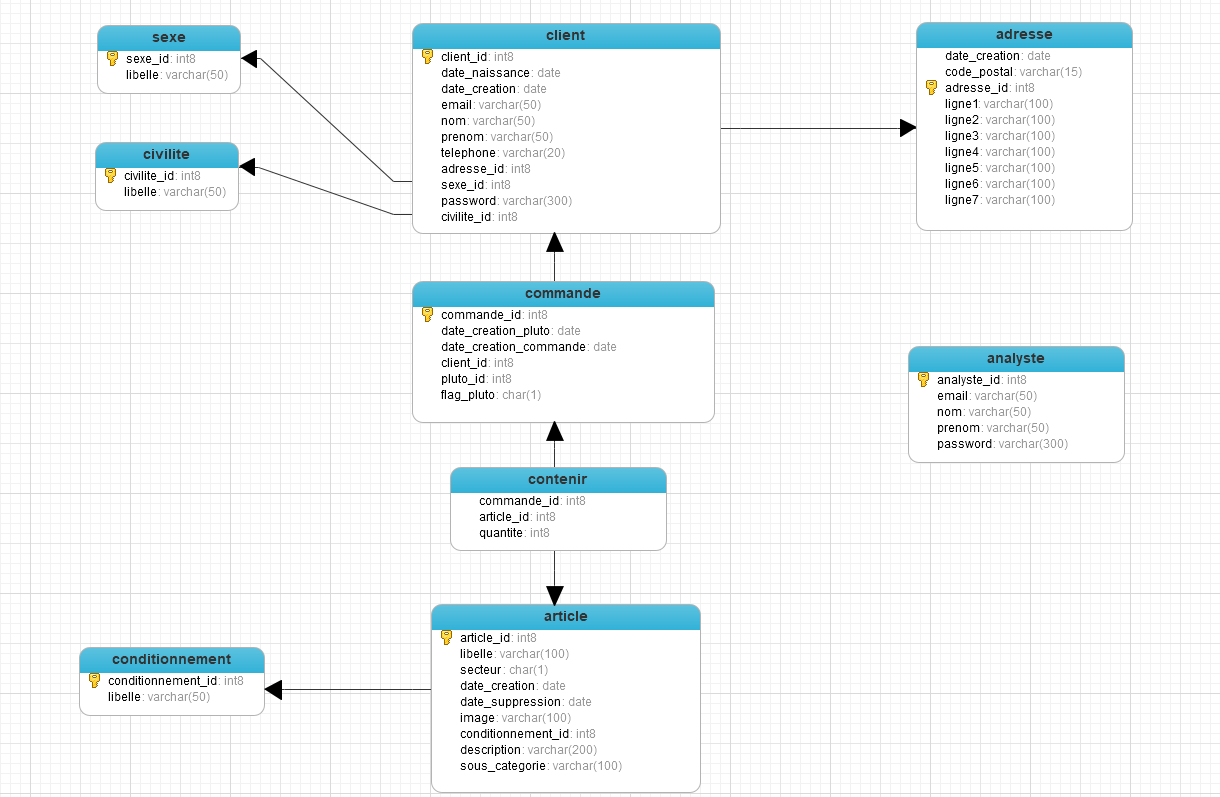 sexe
sexe_id: int8
libelle: varchar(50)
civilite
civilite_id: int8
libelle: varchar(50)
client
client_id: int8
date_naissance: date
date_creation: date
email: varchar(50)
nom: varchar(50)
prenom: varchar(50)
telephone: varchar(20)
adresse_id: int8
sexe_id: int8
password: varchar(300)
civilite_id: int8
adresse
date_creation: date
code_postal: varchar(15)
adresse_id: int8
ligne1: varchar(100)
ligne2: varchar(100)
ligne3: varchar(100)
ligne4: varchar(100)
ligne5: varchar(100)
ligne6: varchar(100)
ligne7: varchar(100)
commande
commande_id: int8
date_creation_pluto: date
date_creation_commande: date
client_id: int8
pluto_id: int8
flag_pluto: char(1)
analyste
analyste_id: int8
email: varchar(50)
nom: varchar(50)
prenom: varchar(50)
password: varchar(300)
contenir
commande_id: int8
article_id: int8
quantite: int8
article
article_id: int8
libelle: varchar(100)
secteur: char(1)
date_creation: date
date_suppression: date
image: varchar(100)
conditionnement_id: int8
description: varchar(200)
sous_categorie: varchar(100)
conditionnement
conditionnement_id: int8
libelle: varchar(50)